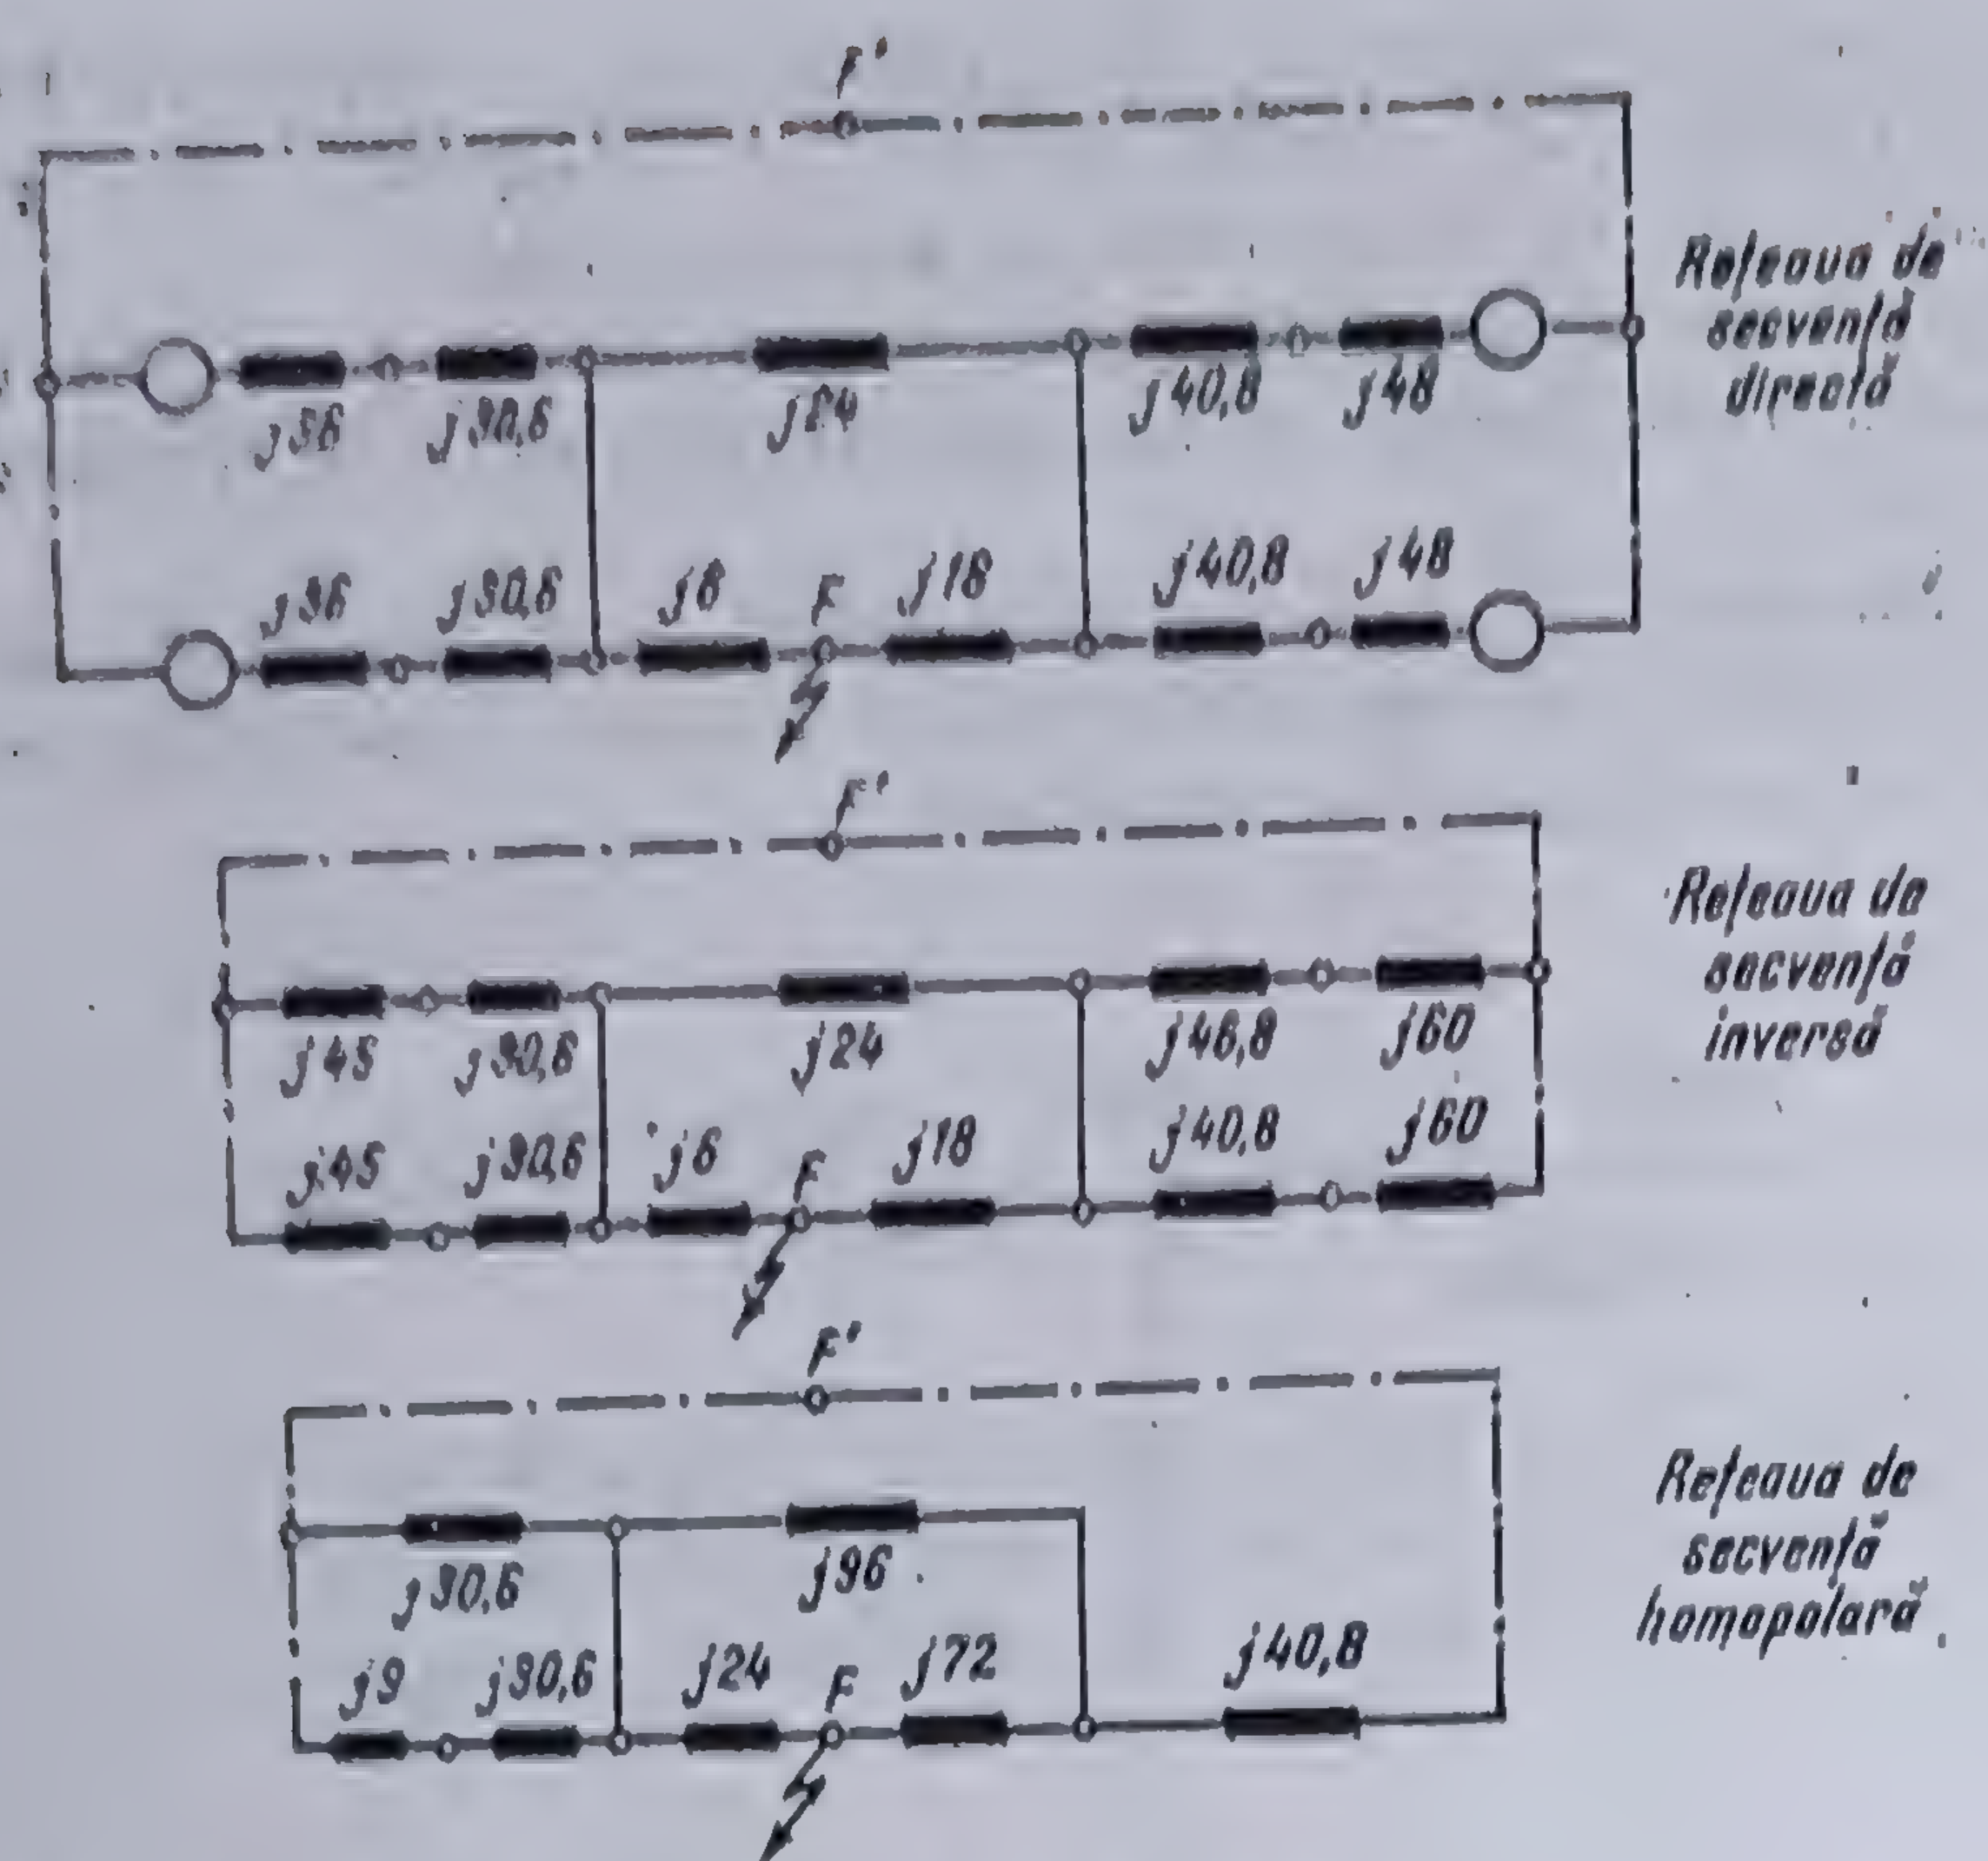 F'
Rețeaua de
secvență
directă
j36
j30,6
j24
j40,8
j48
j36
j30,6
j6
F
j18
j40,8
j48
F'
Rețeaua de
secvență
inversă
j45
j30,6
j24
j40,8
j60
j45
j30,6
j6
F
j18
j40,8
j60
F'
Rețeaua de
secvență
homopolară
j30,6
j96
j9
j30,6
j24
F
j72
j40,8